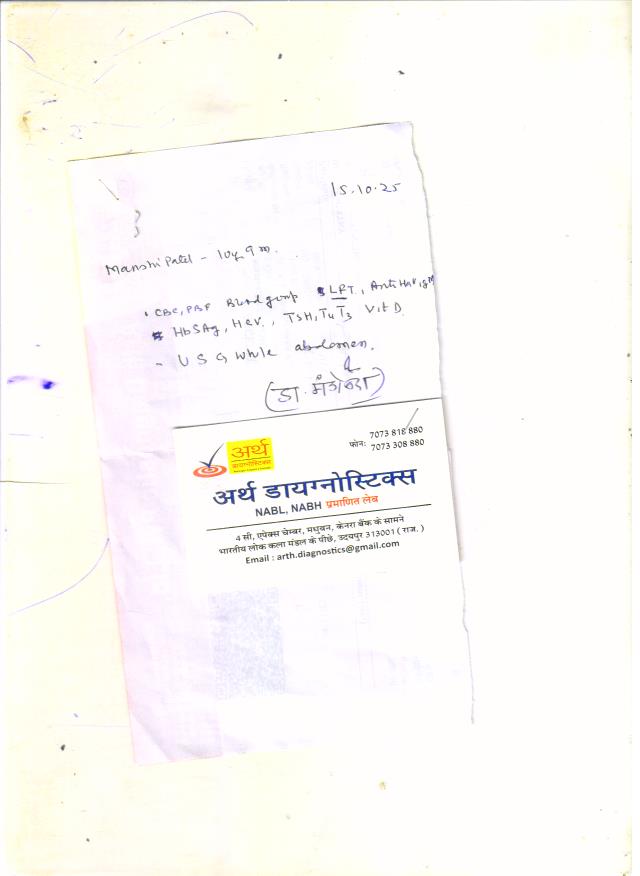 15.10.25
Manshi Patel - 10y 9 m.
CBC, PBF Blood group LFT, Anti HAV IgM
HbSAg, HCV, TSH, T4 T3 Vit D
- USG whole abdomen.
(डा.
अर्थ
डायग्नोस्टिक्स
7073 818 880
फोन: 7073 308 880
अर्थ डायग्नोस्टिक्स
NABL, NABH प्रमाणित लेब
4 सी, एपेक्स चेम्बर, मधुवन, केनरा बैंक के सामने
भारतीय लोक कला मंडल के पीछे, उदयपुर 313001 ( राज. )
Email : arth.diagnostics@gmail.com